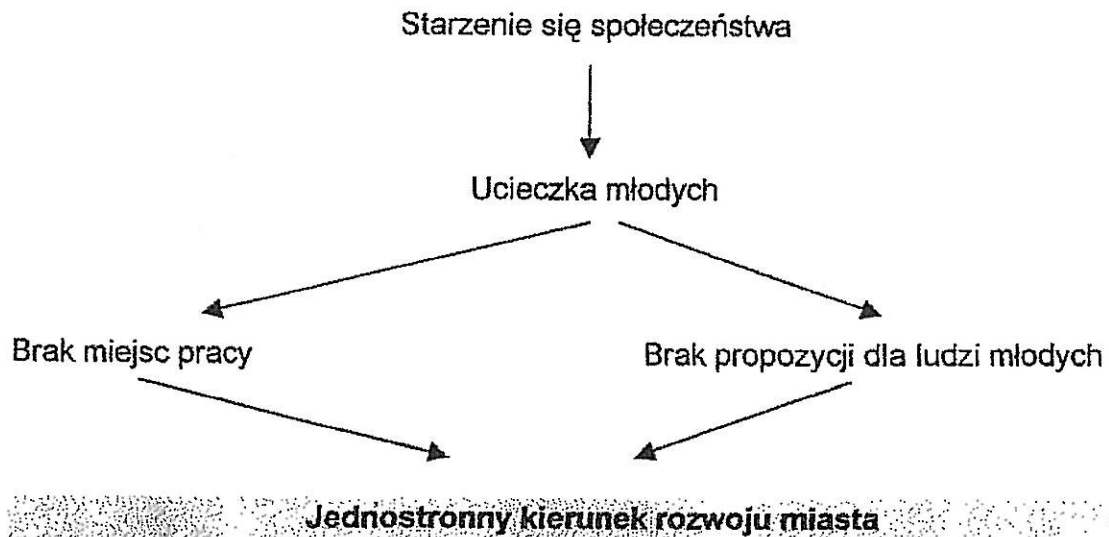 Starzenie się społeczeństwa
Ucieczka młodych
Brak miejsc pracy
Brak propozycji dla ludzi młodych
Jednostronny kierunek rozwoju miasta